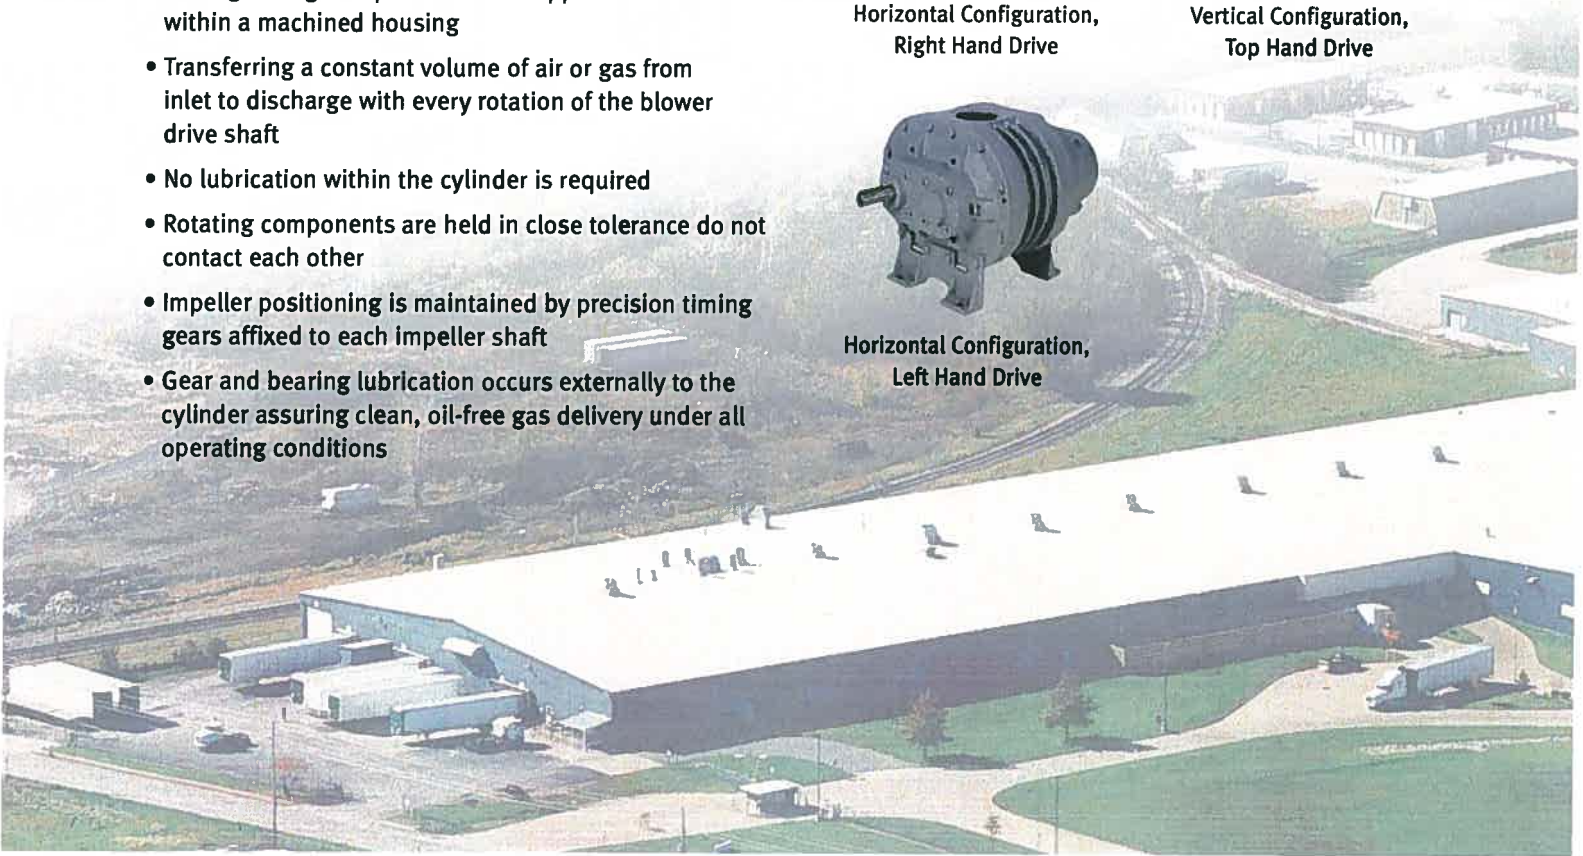 within a machined housing
• Transferring a constant volume of air or gas from
inlet to discharge with every rotation of the blower
drive shaft
• No lubrication within the cylinder is required
• Rotating components are held in close tolerance do not
contact each other
• Impeller positioning is maintained by precision timing
gears affixed to each impeller shaft
• Gear and bearing lubrication occurs externally to the
cylinder assuring clean, oil-free gas delivery under all
operating conditions
Horizontal Configuration,
Right Hand Drive
Vertical Configuration,
Top Hand Drive
Horizontal Configuration,
Left Hand Drive